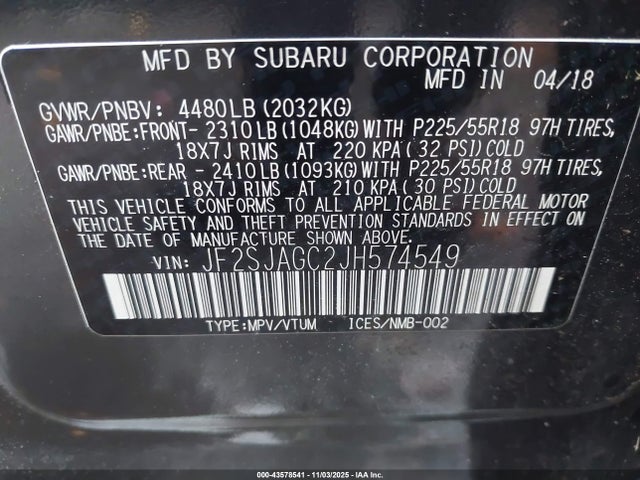 MFD BY SUBARU CORPORATION
MFD IN 04/18
GVWR/PNBV: 4480LB(2032KG)
GAWR/PNBE:FRONT- 2310LB(1048KG)WITH P225/55R18 97H TIRES,
18X7J RIMS AT 220 KPA(32 PSI)COLD
GAWR/PNBE:REAR - 2410LB(1093KG)WITH P225/55R18 97H TIRES,
18X7J RIMS AT 210 KPA(30 PSI)COLD
THIS VEHICLE CONFORMS TO ALL APPLICABLE FEDERAL MOTOR
VEHICLE SAFETY AND THEFT PREVENTION STANDARDS IN EFFECT ON
THE DATE OF MANUFACTURE SHOWN ABOVE.
VIN: JF2SJAGC2JH574549
TYPE:MPV/VTUM ICES/NMB-002
000-43578541 - 11/03/2025 - IAA Inc.